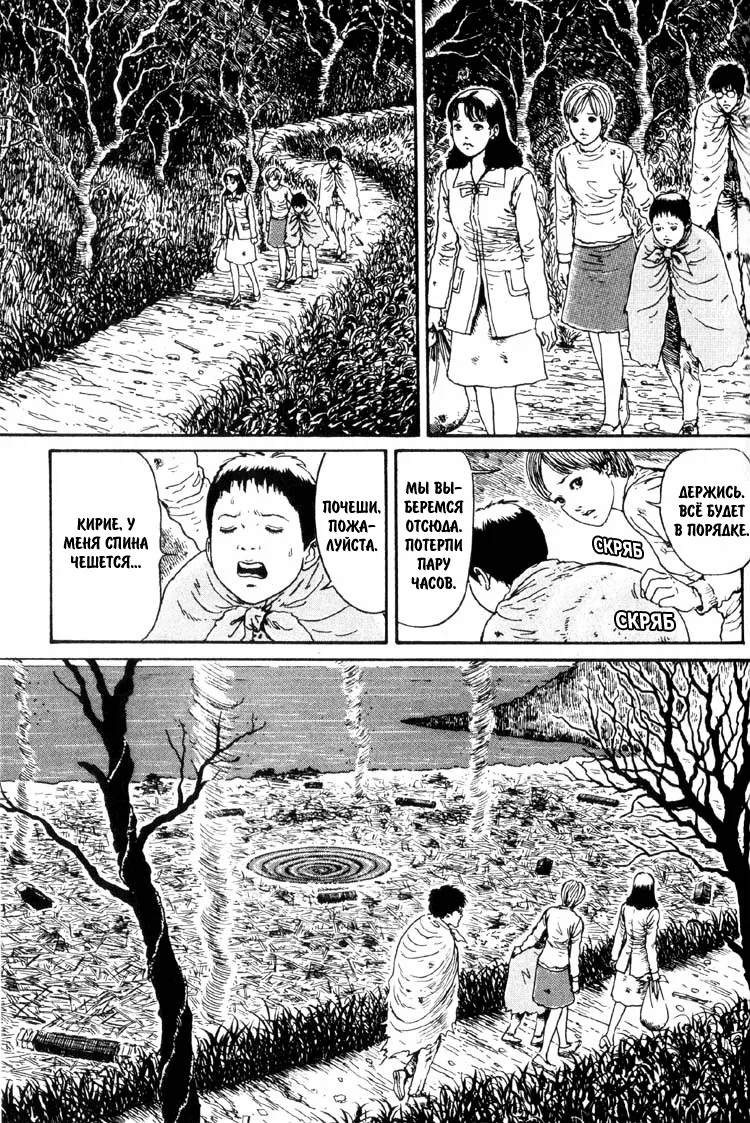 ПОЧЕШИ,
ПОЖА-
ЛУЙСТА.
КИРИЕ, У
МЕНЯ СПИНА
ЧЕШЕТСЯ...
ДЕРЖИСЬ.
ВСЁ БУДЕТ
В ПОРЯДКЕ.
МЫ ВЫ-
БЕРЕМСЯ
ОТСЮДА.
ПОТЕРПИ
ПАРУ
ЧАСОВ.
СКРЯБ
СКРЯБ